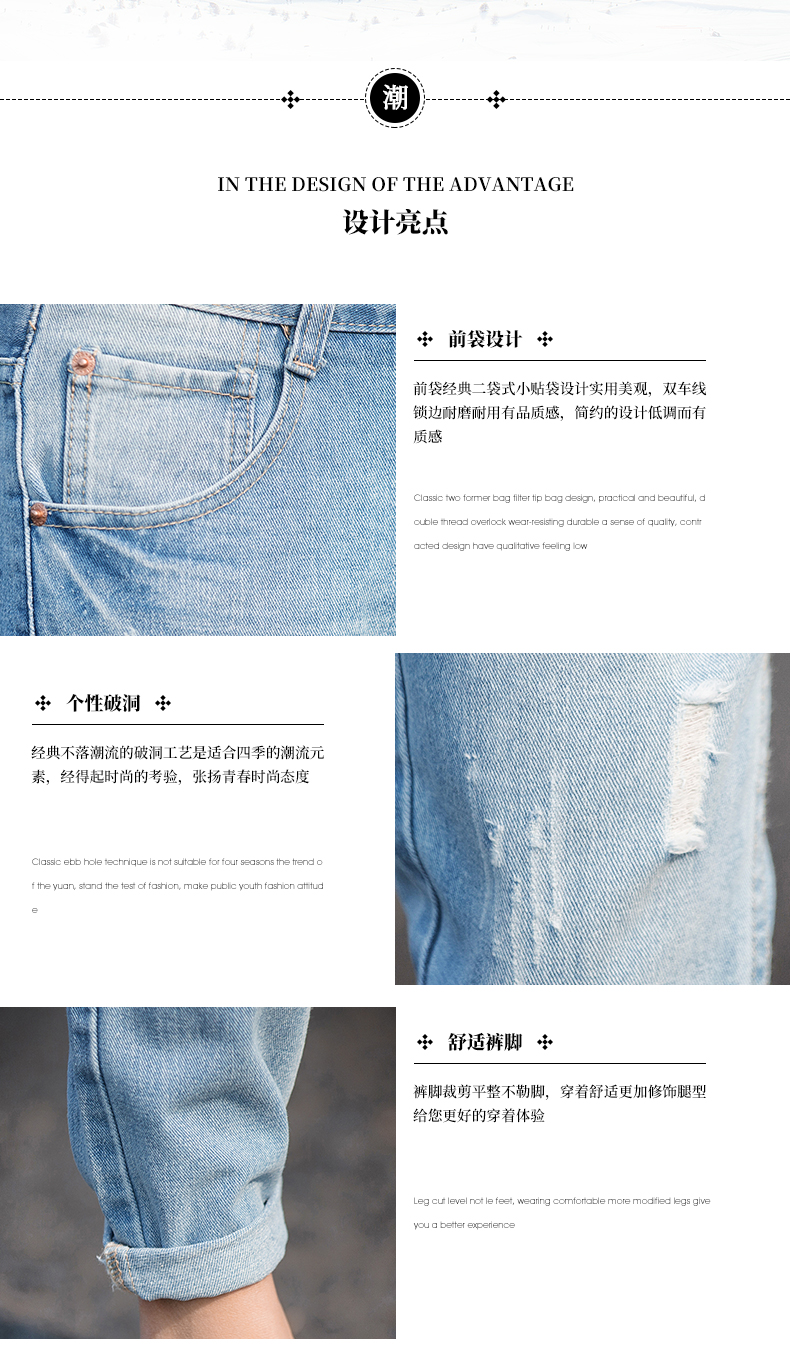 潮
IN THE DESIGN OF THE ADVANTAGE
设计亮点
前袋设计
前袋经典二袋式小贴袋设计实用美观，双车线
锁边耐磨耐用有品质感，简约的设计低调而有
质感
Classic two former bag filter tip bag design, practical and beautiful, d
ouble thread overlock wear-resisting durable a sense of quality, contr
acted design have qualitative feeling low
个性破洞
经典不落潮流的破洞工艺是适合四季的潮流元
素，经得起时尚的考验，张扬青春时尚态度
Classic ebb hole technique is not suitable for four seasons the trend o
f the yuan, stand the test of fashion, make public youth fashion attitud
e
舒适裤脚
裤脚裁剪平整不勒脚，穿着舒适更加修饰腿型
给您更好的穿着体验
Leg cut level not le feet, wearing comfortable more modified legs give
you a better experience